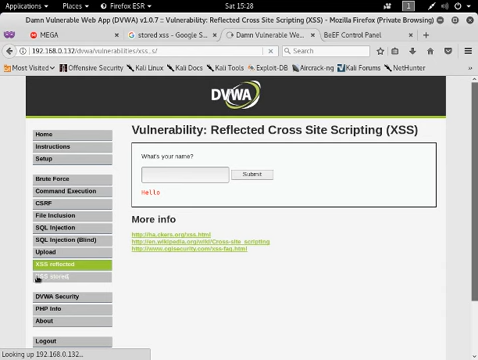 Applications ▾ Places ▾ Firefox ESR ▾ Sat 15:28 1
Damn Vulnerable Web App (DVWA) v1.0.7 :: Vulnerability: Reflected Cross Site Scripting (XSS) - Mozilla Firefox (Private Browsing)
MEGA × stored xss - Google S... × Damn Vulnerable We... × BeEF Control Panel ×
192.168.0.132/dvwa/vulnerabilities/xss_s/ Search
Most Visited ▾ Offensive Security Kali Linux Kali Docs Kali Tools Exploit-DB Aircrack-ng Kali Forums NetHunter
DVWA
Home
Instructions
Setup
Brute Force
Command Execution
CSRF
File Inclusion
SQL Injection
SQL Injection (Blind)
Upload
XSS reflected
XSS stored
DVWA Security
PHP Info
About
Logout
Vulnerability: Reflected Cross Site Scripting (XSS)
What's your name?
Submit
Hello
More info
http://ha.ckers.org/xss.html
http://en.wikipedia.org/wiki/Cross-site_scripting
http://www.cgisecurity.com/xss-faq.html
Looking up 192.168.0.132...